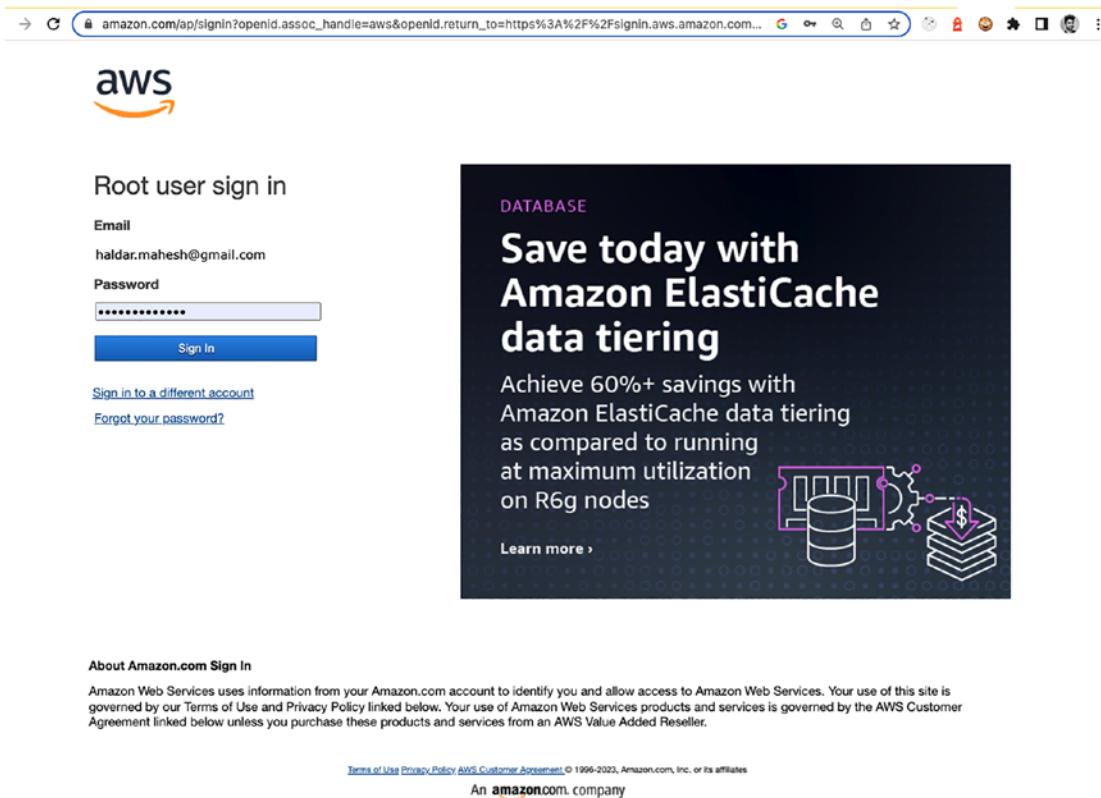 amazon.com/ap/signin?openid.assoc_handle=aws&openid.return_to=https%3A%2F%2Fsignin.aws.amazon.com...
aws
Root user sign in
Email
haldar.mahesh@gmail.com
Password
•••••••••••••
Sign In
Sign in to a different account
Forgot your password?
DATABASE
Save today with
Amazon ElastiCache
data tiering
Achieve 60%+ savings with
Amazon ElastiCache data tiering
as compared to running
at maximum utilization
on R6g nodes
Learn more ›
About Amazon.com Sign In
Amazon Web Services uses information from your Amazon.com account to identify you and allow access to Amazon Web Services. Your use of this site is
governed by our Terms of Use and Privacy Policy linked below. Your use of Amazon Web Services products and services is governed by the AWS Customer
Agreement linked below unless you purchase these products and services from an AWS Value Added Reseller.
Terms of Use Privacy Policy AWS Customer Agreement © 1996-2023, Amazon.com, Inc. or its affiliates
An amazon.com. company